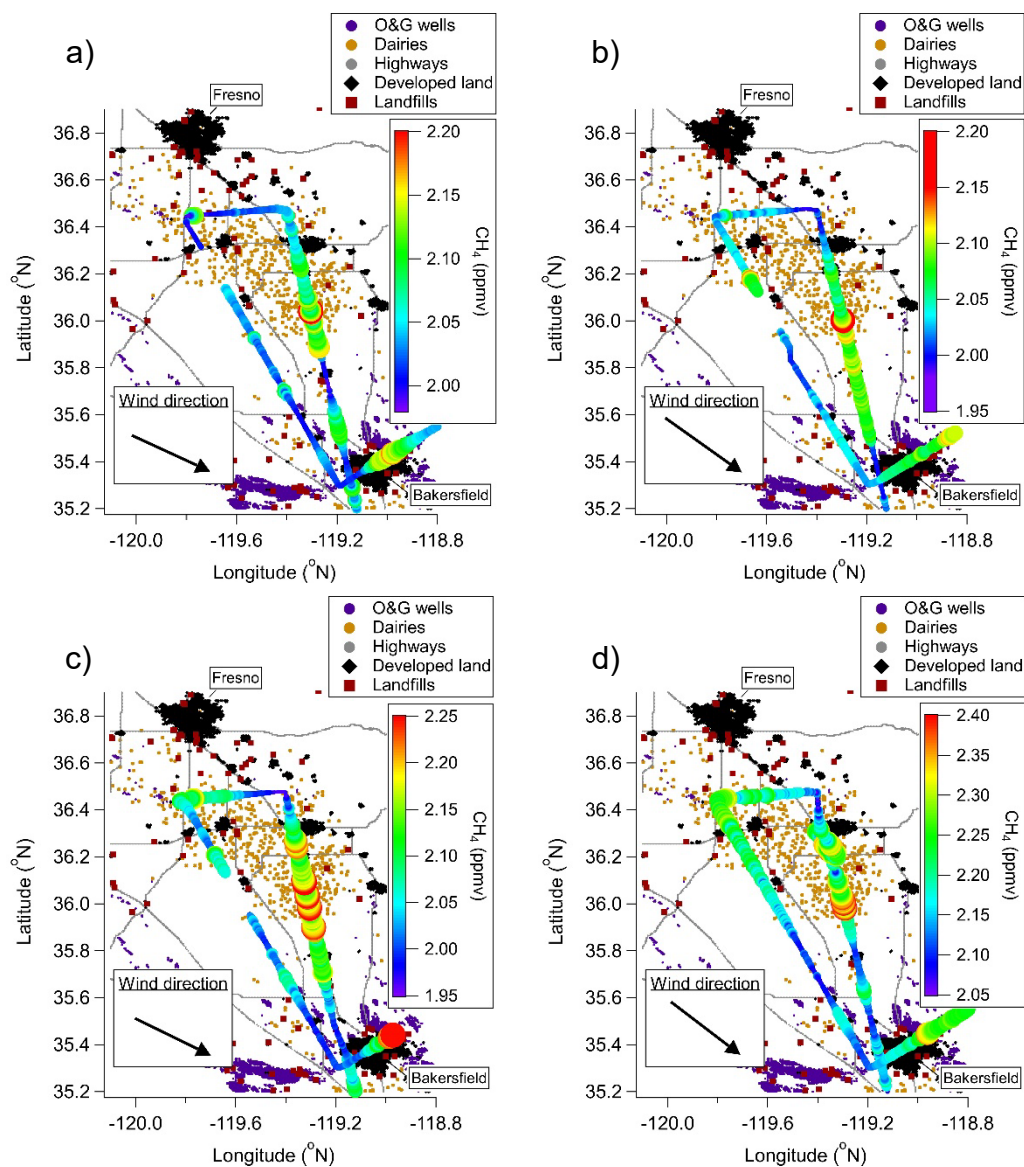 a)
O&G wells
Dairies
Highways
Developed land
Landfills
Fresno
36.8
36.6
36.4
36.2
36.0
35.8
35.6
35.4
35.2
Latitude (°N)
2.20
2.15
2.10
2.05
2.00
CH4 (ppmv)
Wind direction
Bakersfield
-120.0
-119.6
-119.2
-118.8
Longitude (°N)
b)
O&G wells
Dairies
Highways
Developed land
Landfills
Fresno
36.8
36.6
36.4
36.2
36.0
35.8
35.6
35.4
35.2
Latitude (°N)
2.20
2.15
2.10
2.05
2.00
1.95
CH4 (ppmv)
Wind direction
Bakersfield
-120.0
-119.6
-119.2
-118.8
Longitude (°N)
c)
O&G wells
Dairies
Highways
Developed land
Landfills
Fresno
36.8
36.6
36.4
36.2
36.0
35.8
35.6
35.4
35.2
Latitude (°N)
2.25
2.20
2.15
2.10
2.05
2.00
1.95
CH4 (ppmv)
Wind direction
Bakersfield
-120.0
-119.6
-119.2
-118.8
Longitude (°N)
d)
O&G wells
Dairies
Highways
Developed land
Landfills
Fresno
36.8
36.6
36.4
36.2
36.0
35.8
35.6
35.4
35.2
Latitude (°N)
2.40
2.35
2.30
2.25
2.20
2.15
2.10
2.05
CH4 (ppmv)
Wind direction
Bakersfield
-120.0
-119.6
-119.2
-118.8
Longitude (°N)